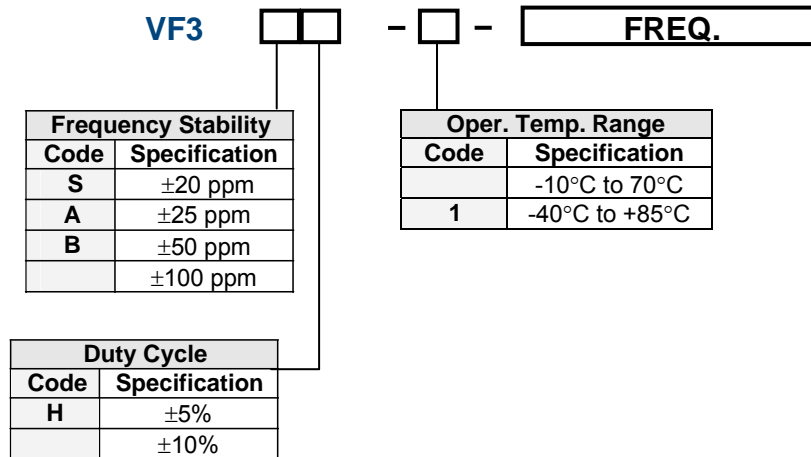 VF3 – – FREQ.
Frequency Stability
Code Specification
S ±20 ppm
A ±25 ppm
B ±50 ppm
±100 ppm
Oper. Temp. Range
Code Specification
-10°C to 70°C
1 -40°C to +85°C
Duty Cycle
Code Specification
H ±5%
±10%